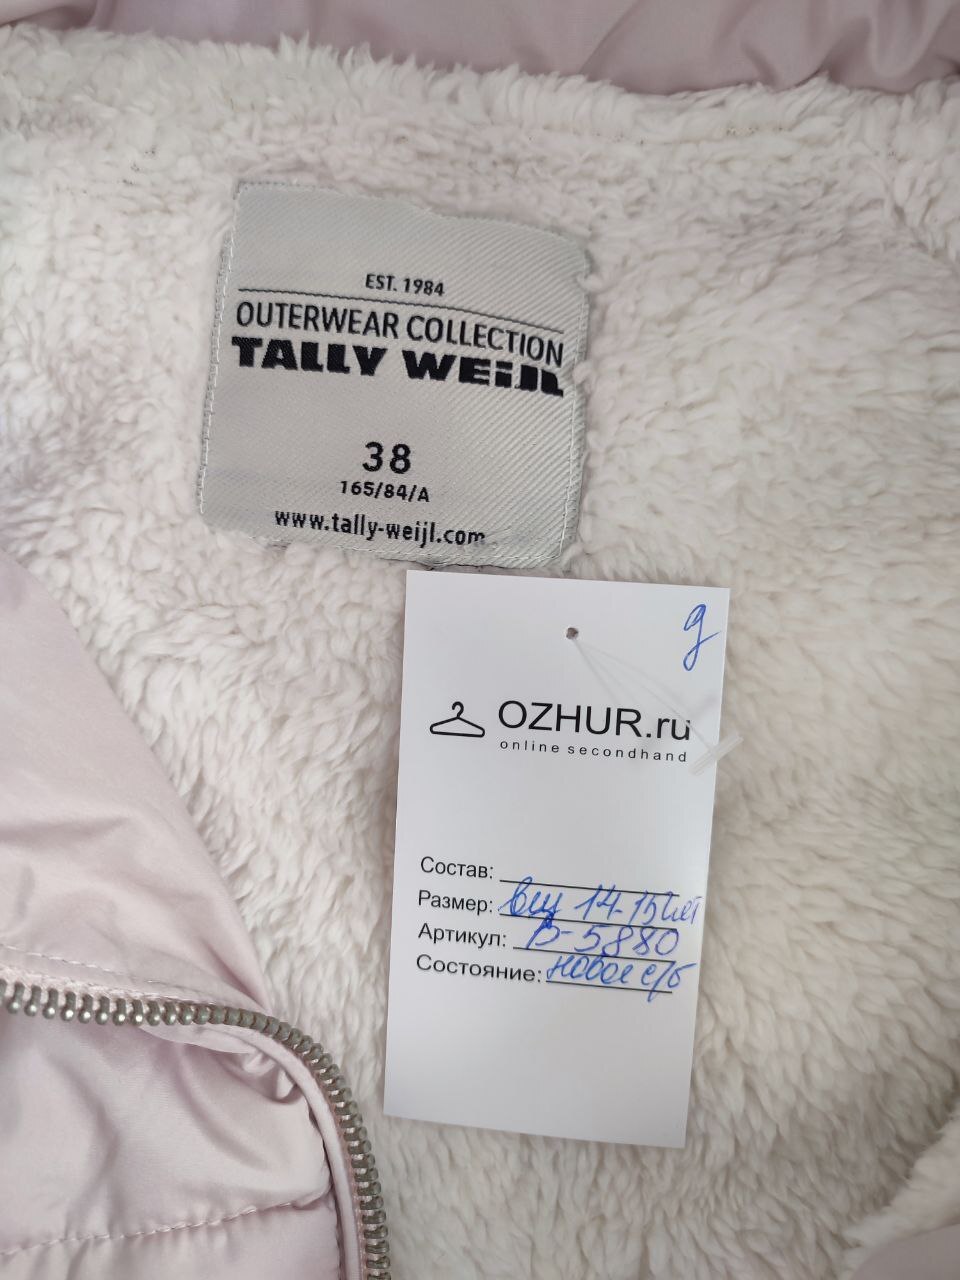 EST. 1984
OUTERWEAR COLLECTION
TALLY WEiJL
38
165/84/A
www.tally-weijl.com
g
OZHUR.ru
online secondhand
Состав:
Размер: 14-15 лет
Артикул: В-5880
Состояние: новое с/б